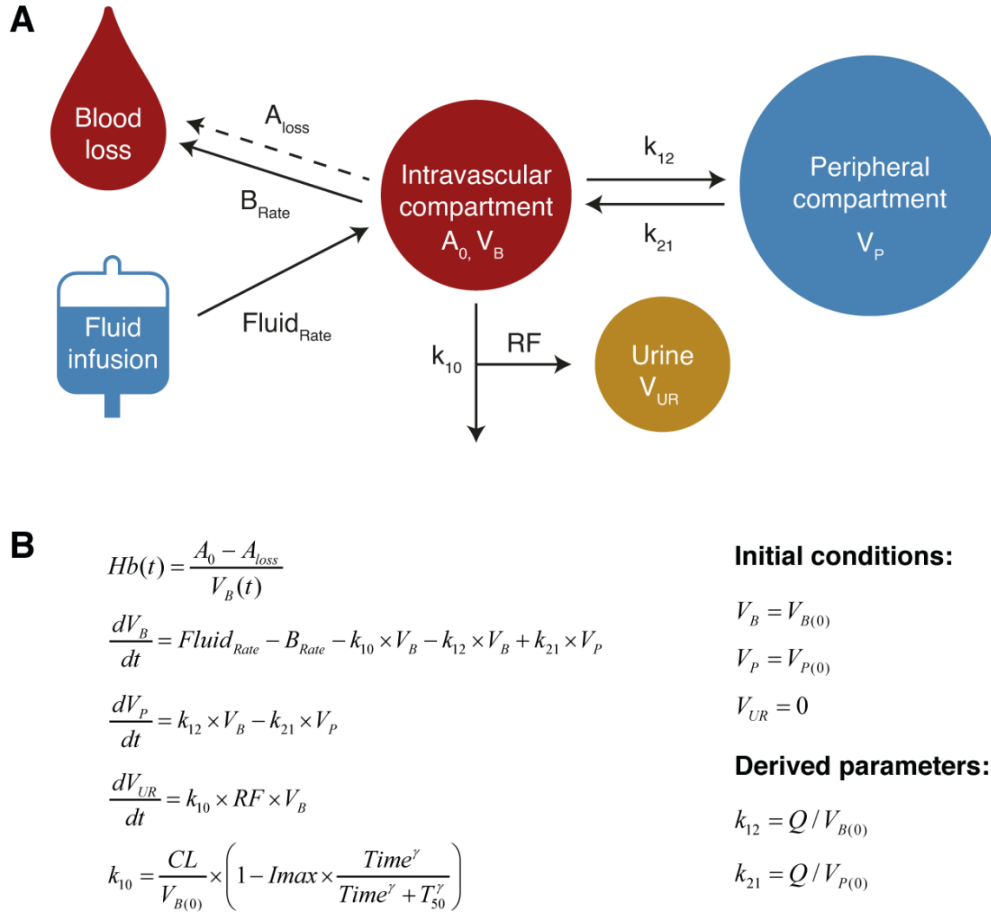 A
Blood
loss
A_loss
B_Rate
Intravascular
compartment
A_0, V_B
k_12
k_21
Peripheral
compartment
V_P
Fluid
infusion
Fluid_Rate
k_10
RF
Urine
V_UR
B
Hb(t) = (A_0 − A_loss) / V_B(t)
dV_B/dt = Fluid_Rate − B_Rate − k_10 × V_B − k_12 × V_B + k_21 × V_P
dV_P/dt = k_12 × V_B − k_21 × V_P
dV_UR/dt = k_10 × RF × V_B
k_10 = CL/V_B(0) × (1 − Imax × Time^γ / (Time^γ + T_50^γ))
Initial conditions:
V_B = V_B(0)
V_P = V_P(0)
V_UR = 0
Derived parameters:
k_12 = Q / V_B(0)
k_21 = Q / V_P(0)